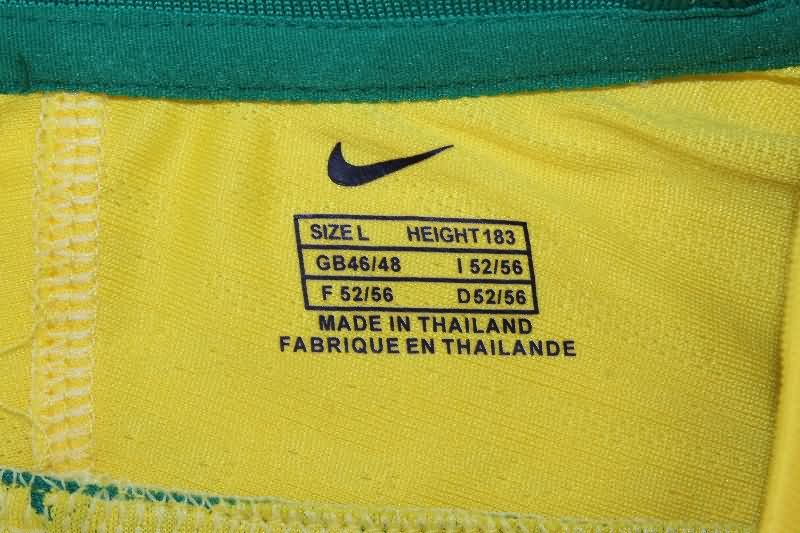 SIZE L HEIGHT 183
GB46/48 I 52/56
F 52/56 D52/56
MADE IN THAILAND
FABRIQUE EN THAILANDE